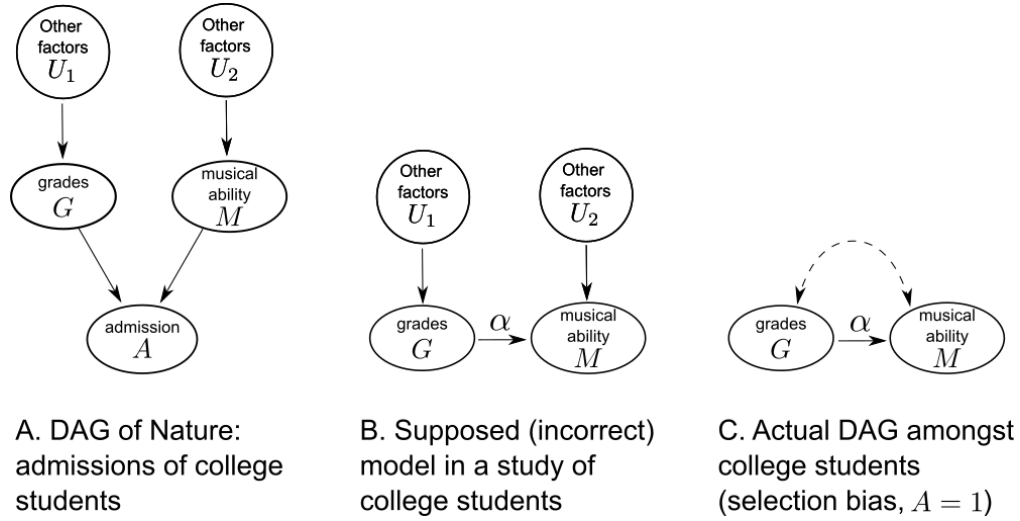 Other
factors
U₁
Other
factors
U₂
grades
G
musical
ability
M
admission
A
A. DAG of Nature:
admissions of college
students
Other
factors
U₁
Other
factors
U₂
grades
G
α
musical
ability
M
B. Supposed (incorrect)
model in a study of
college students
grades
G
α
musical
ability
M
C. Actual DAG amongst
college students
(selection bias, A = 1)